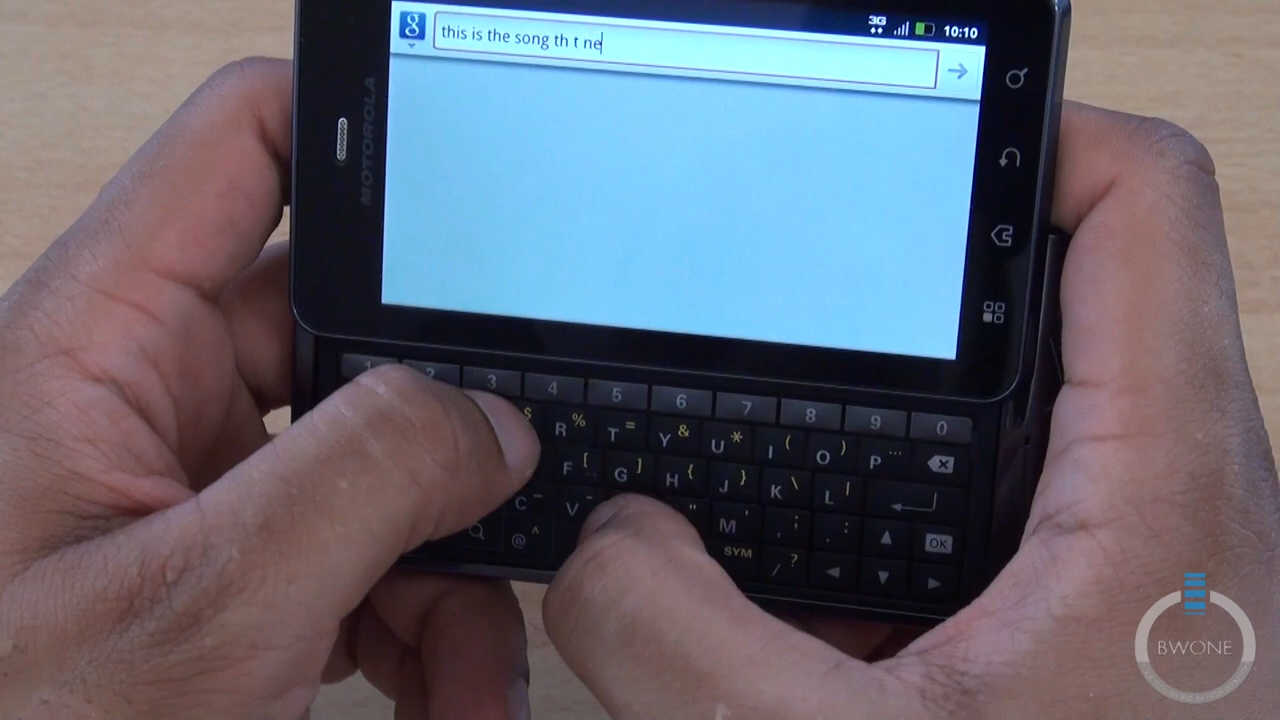 g this is the song th t ne
3G 10:10
MOTOROLA
1 2 3 4 5 6 7 8 9 0
$ R % T = Y & U * I ( O ) P ...
F [ G ] H { J } K \ L |
C ~ V - " M ' , ; . : OK
@ ^ SYM / ?
BWONE